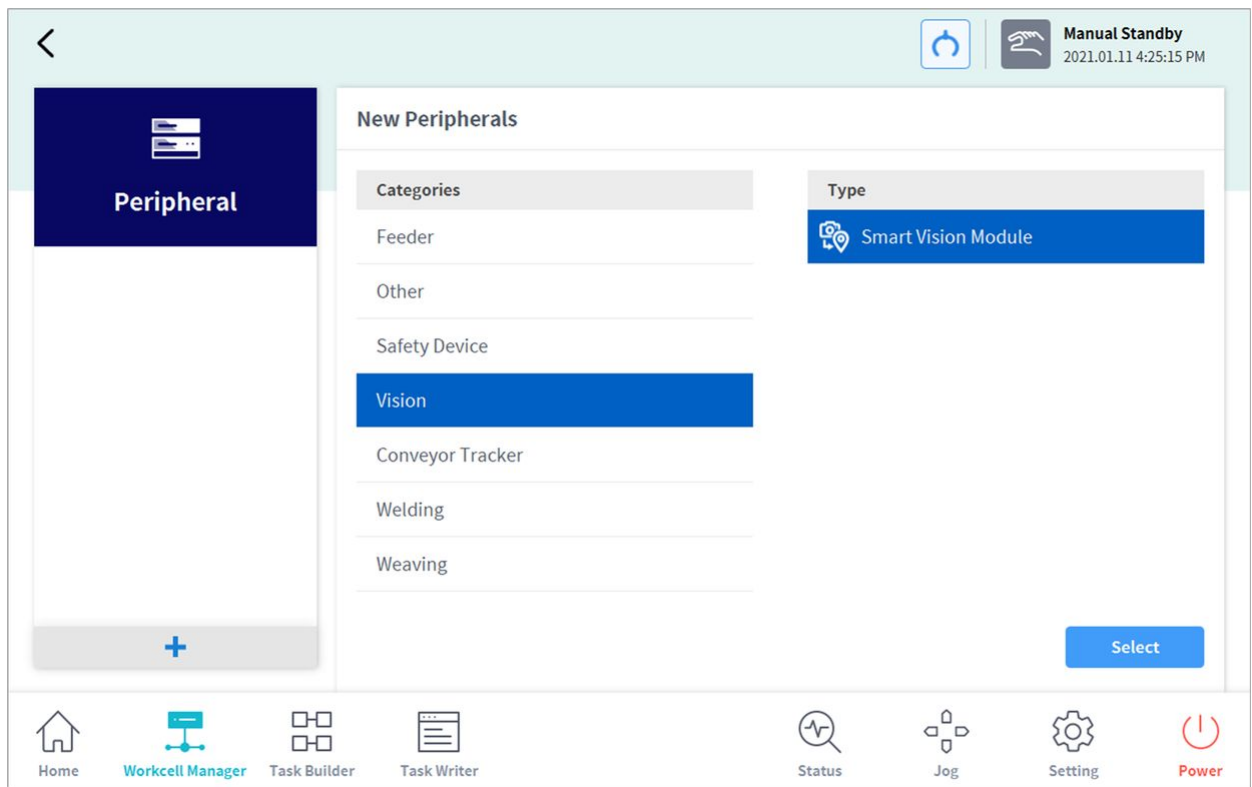 Manual Standby
2021.01.11 4:25:15 PM
Peripheral
New Peripherals
Categories
Feeder
Other
Safety Device
Vision
Conveyor Tracker
Welding
Weaving
Type
Smart Vision Module
Select
Home
Workcell Manager
Task Builder
Task Writer
Status
Jog
Setting
Power